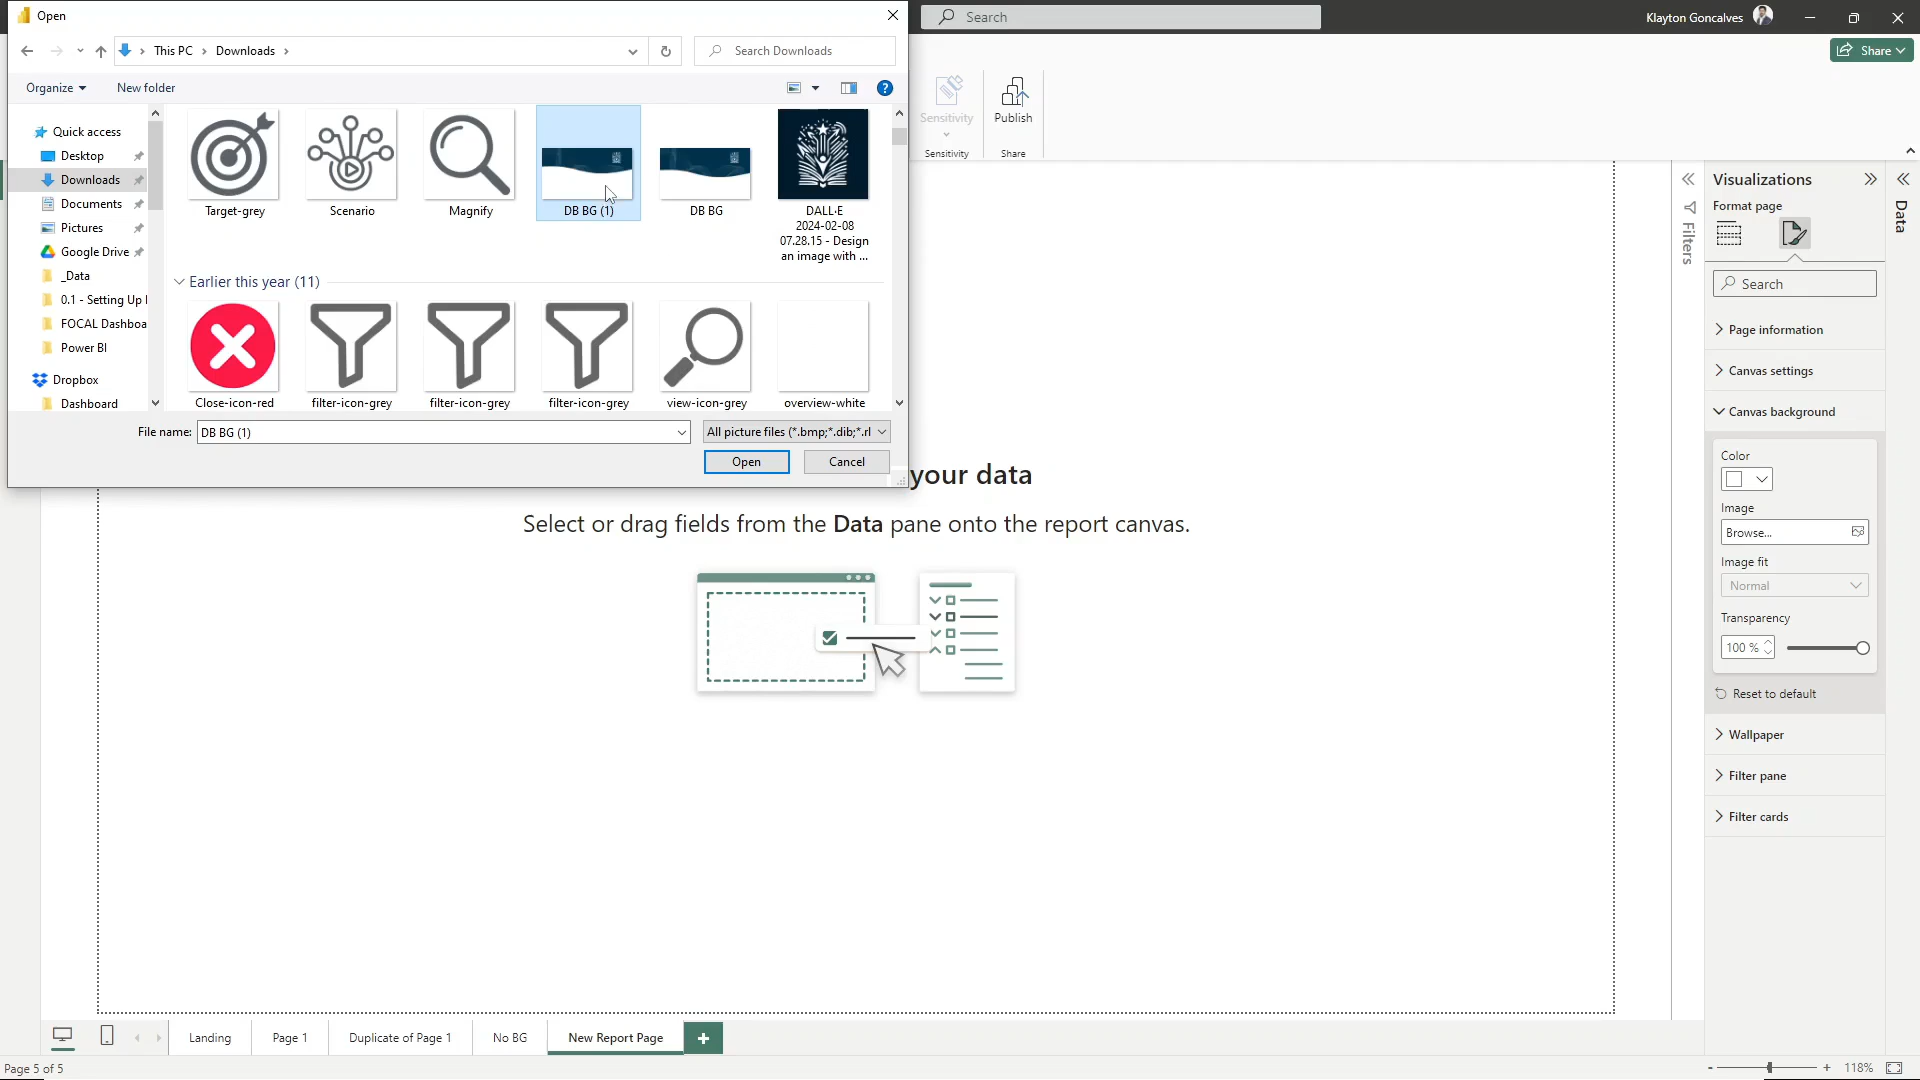 Open
Search
Klayton Goncalves
This PC
Downloads
Search Downloads
Share
Organize
New folder
Sensitivity
Publish
Sensitivity
Share
Quick access
Desktop
Downloads
Documents
Pictures
Google Drive
_Data
0.1 - Setting Up
FOCAL Dashboa
Power BI
Dropbox
Dashboard
Target-grey
Scenario
Magnify
DB BG (1)
DB BG
DALL·E
2024-02-08
07.28.15 - Design
an image with ...
Earlier this year (11)
Close-icon-red
filter-icon-grey
filter-icon-grey
filter-icon-grey
view-icon-grey
overview-white
File name:
DB BG (1)
All picture files (*.bmp;*.dib;*.rl
Open
Cancel
your data
Select or drag fields from the Data pane onto the report canvas.
Filters
Visualizations
Format page
Search
Page information
Canvas settings
Canvas background
Color
Image
Browse...
Image fit
Normal
Transparency
100 %
Reset to default
Wallpaper
Filter pane
Filter cards
Data
Landing
Page 1
Duplicate of Page 1
No BG
New Report Page
+
Page 5 of 5
- + 118%